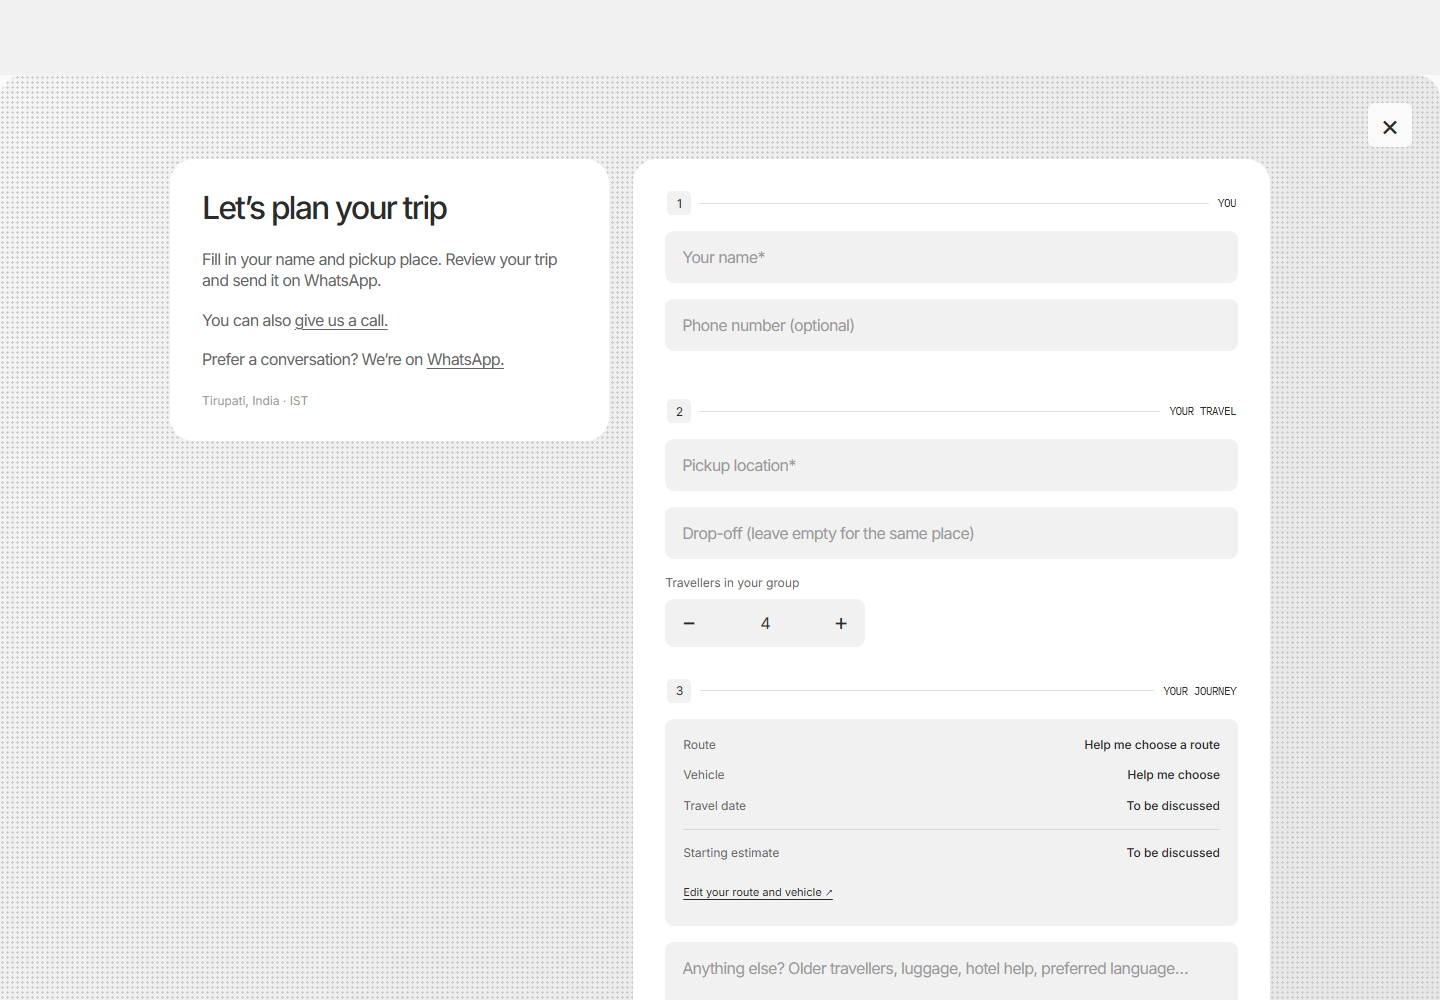 Let’s plan your trip
Fill in your name and pickup place. Review your trip
and send it on WhatsApp.
You can also give us a call.
Prefer a conversation? We’re on WhatsApp.
Tirupati, India · IST
1
YOU
Your name*
Phone number (optional)
2
YOUR TRAVEL
Pickup location*
Drop-off (leave empty for the same place)
Travellers in your group
− 4 +
3
YOUR JOURNEY
Route Help me choose a route
Vehicle Help me choose
Travel date To be discussed
Starting estimate To be discussed
Edit your route and vehicle ↗
Anything else? Older travellers, luggage, hotel help, preferred language…